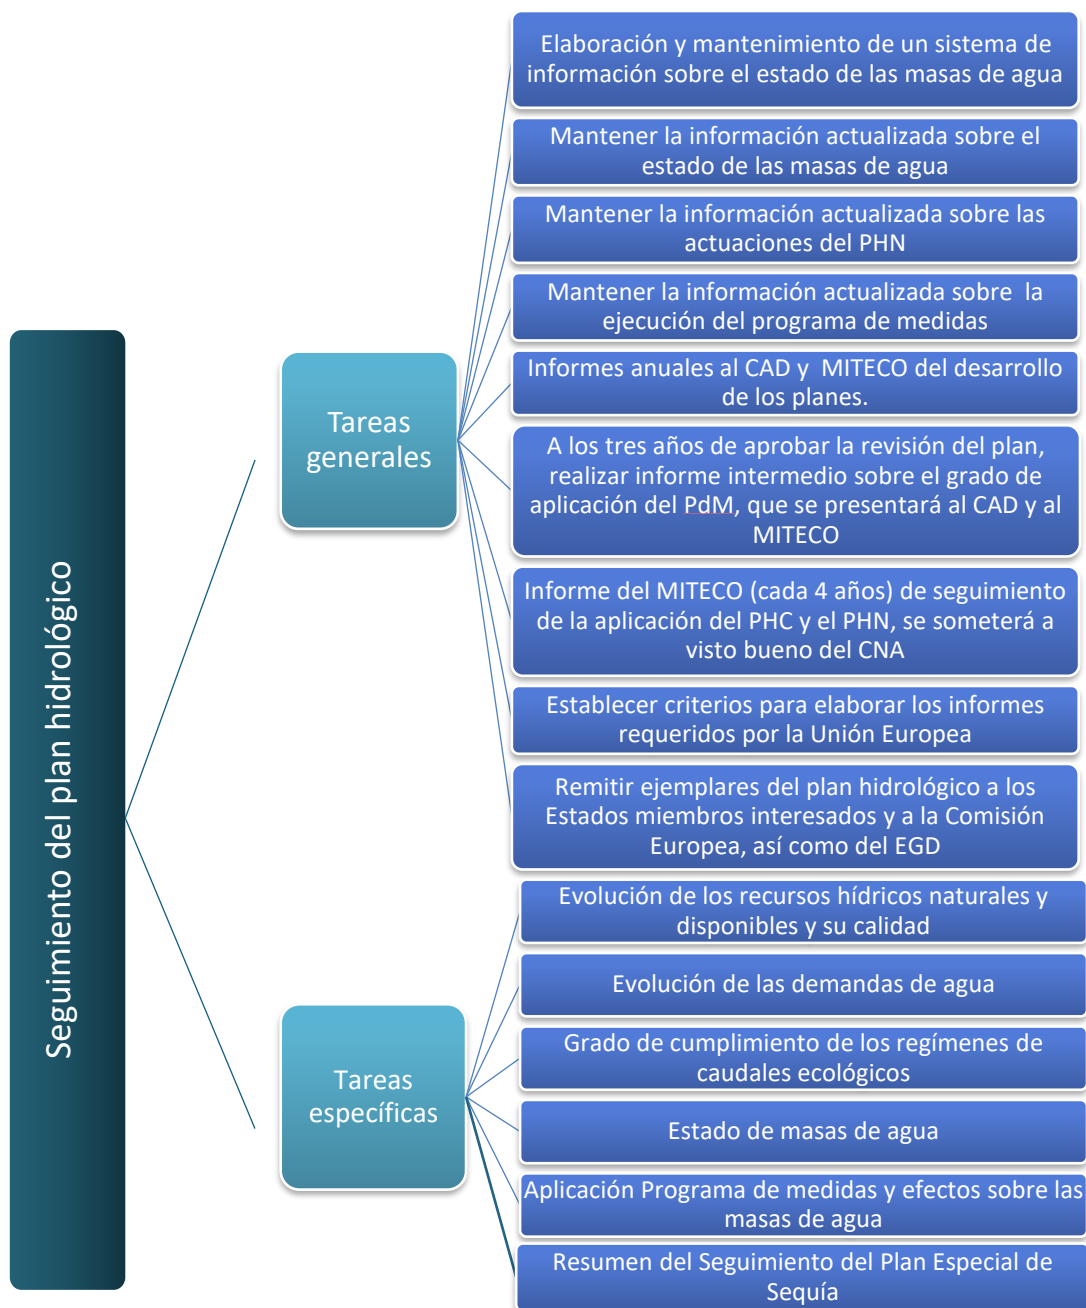 Seguimiento del plan hidrológico
Tareas
generales
Elaboración y mantenimiento de un sistema de
información sobre el estado de las masas de agua
Mantener la información actualizada sobre el
estado de las masas de agua
Mantener la información actualizada sobre las
actuaciones del PHN
Mantener la información actualizada sobre la
ejecución del programa de medidas
Informes anuales al CAD y MITECO del desarrollo
de los planes.
A los tres años de aprobar la revisión del plan,
realizar informe intermedio sobre el grado de
aplicación del PdM, que se presentará al CAD y al
MITECO
Informe del MITECO (cada 4 años) de seguimiento
de la aplicación del PHC y el PHN, se someterá a
visto bueno del CNA
Establecer criterios para elaborar los informes
requeridos por la Unión Europea
Remitir ejemplares del plan hidrológico a los
Estados miembros interesados y a la Comisión
Europea, así como del EGD
Tareas
específicas
Evolución de los recursos hídricos naturales y
disponibles y su calidad
Evolución de las demandas de agua
Grado de cumplimiento de los regímenes de
caudales ecológicos
Estado de masas de agua
Aplicación Programa de medidas y efectos sobre las
masas de agua
Resumen del Seguimiento del Plan Especial de
Sequía